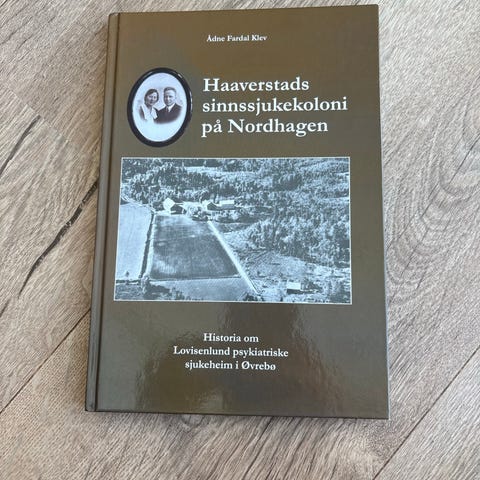 Ådne Fardal Klev
Haaverstads
sinnssjukekoloni
på Nordhagen
Historia om
Lovisenlund psykiatriske
sjukeheim i Øvrebø